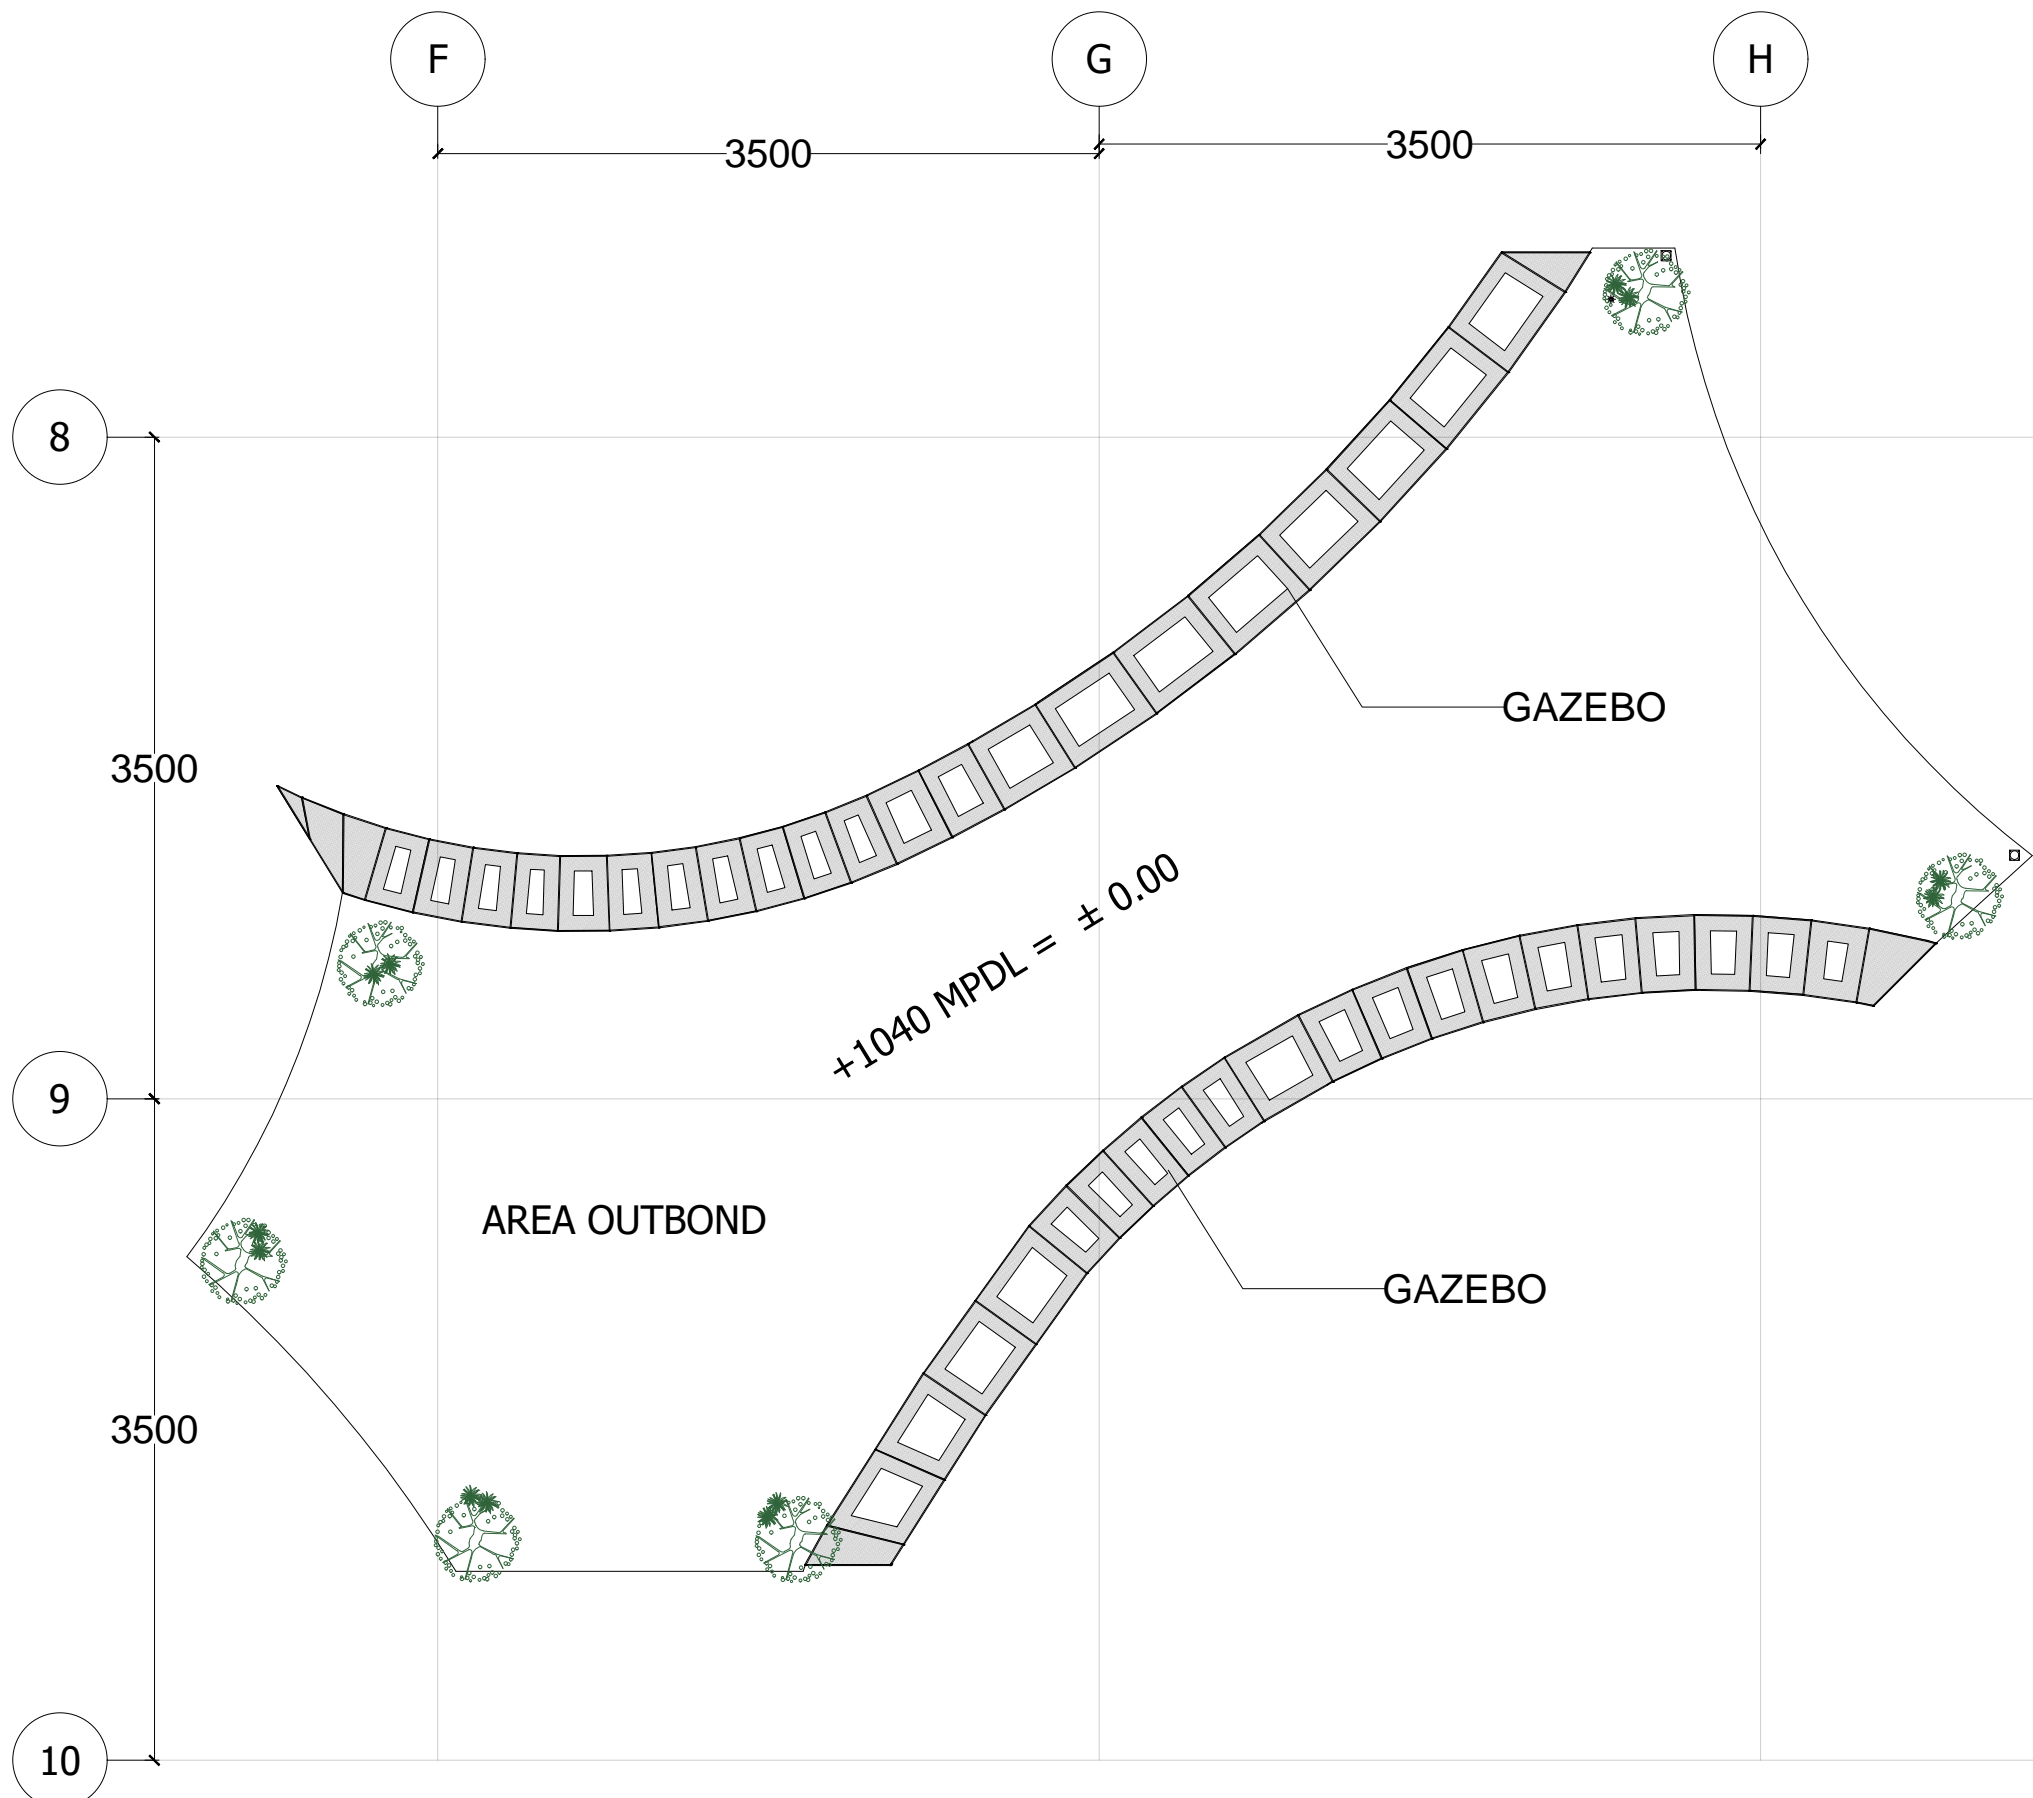 F
G
H
3500
3500
8
GAZEBO
3500
+1040 MPDL = ± 0.00
9
AREA OUTBOND
GAZEBO
3500
10